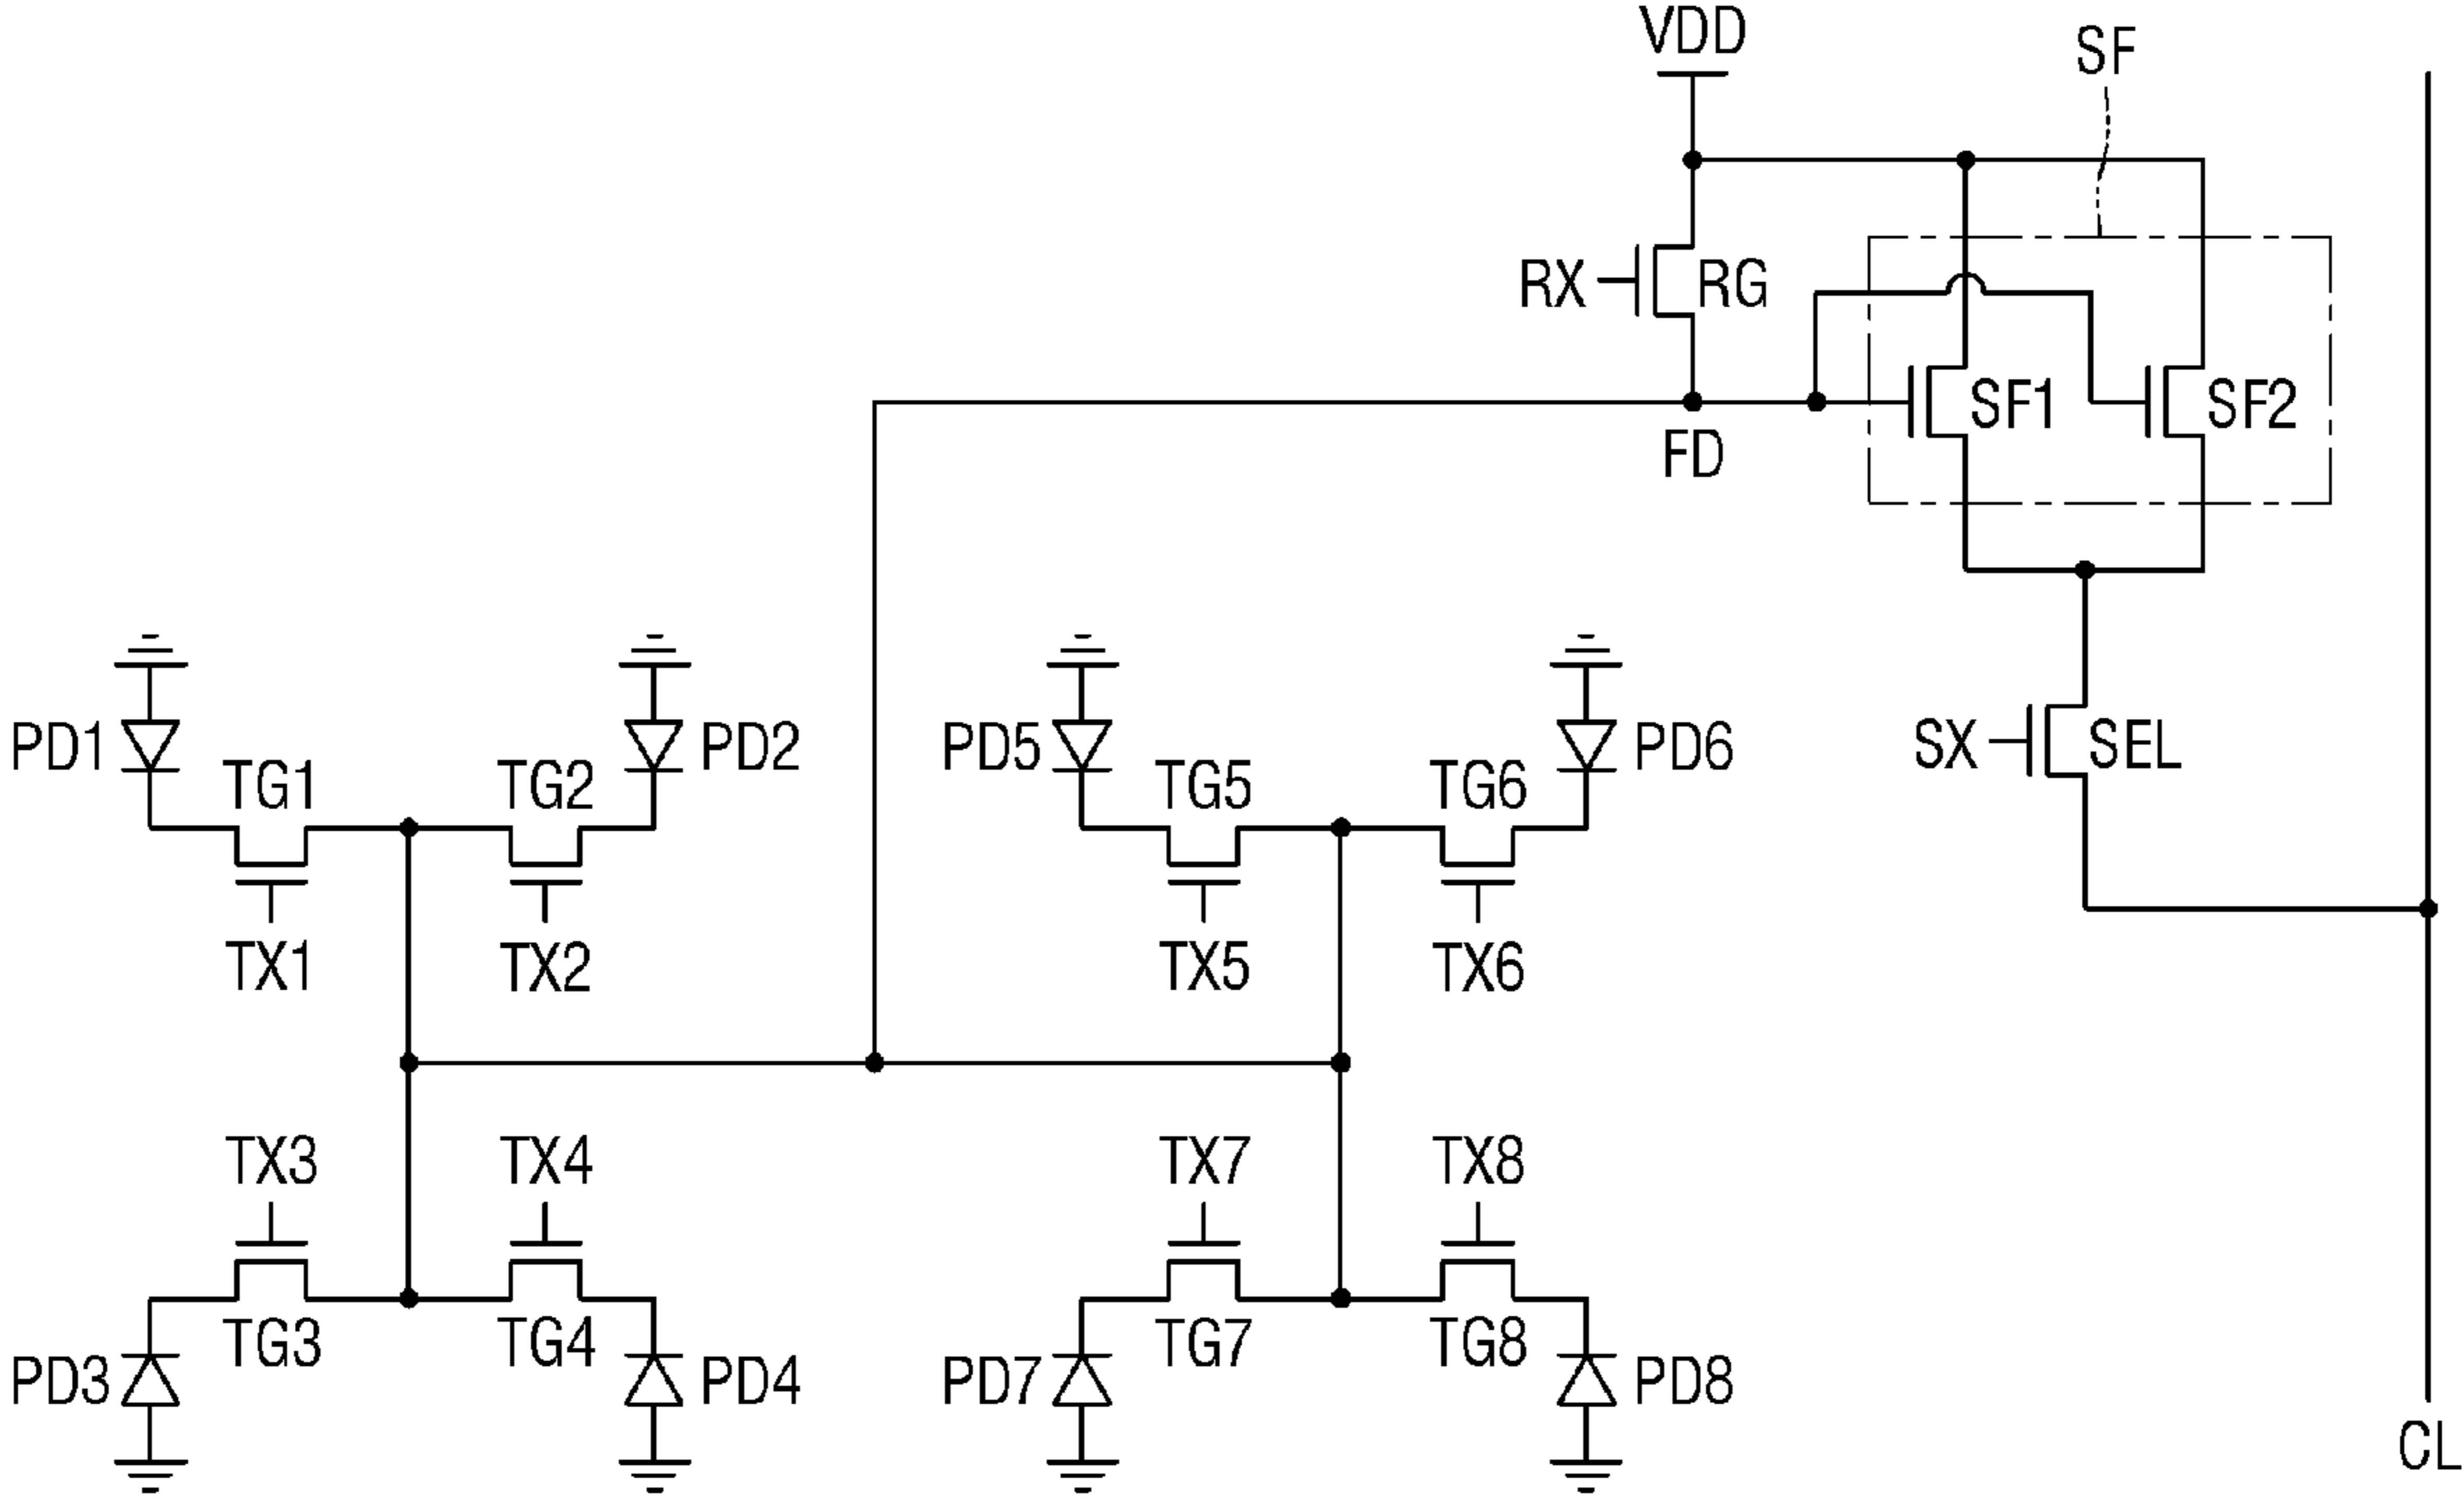 VDD
SF
RX
RG
SF1
SF2
FD
PD1
PD2
PD5
PD6
SX
SEL
TG1
TG2
TG5
TG6
TX1
TX2
TX5
TX6
TX3
TX4
TX7
TX8
TG3
TG4
TG7
TG8
PD3
PD4
PD7
PD8
CL